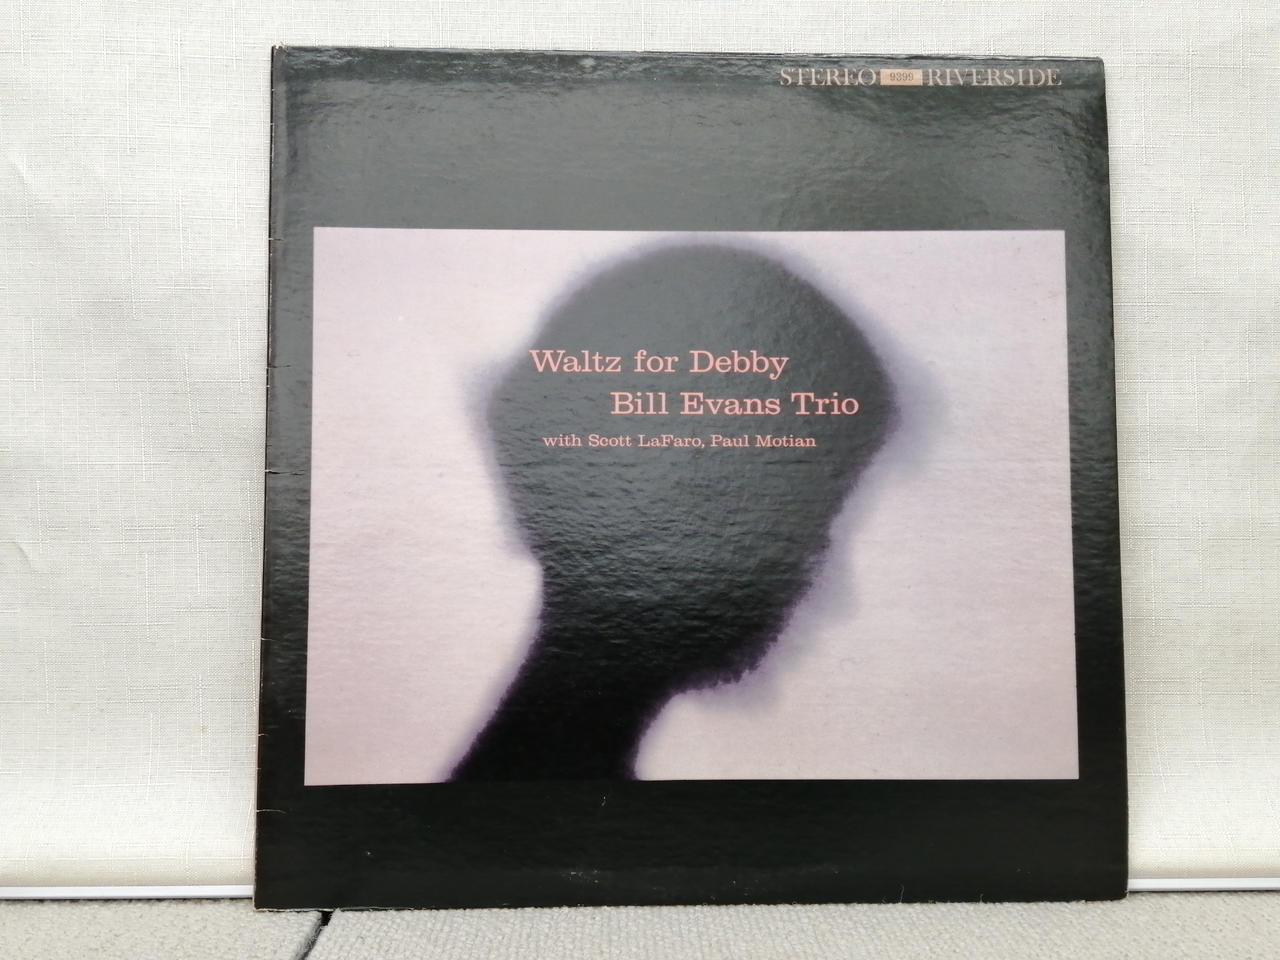 STEREO 9399 RIVERSIDE
Waltz for Debby
Bill Evans Trio
with Scott LaFaro, Paul Motian